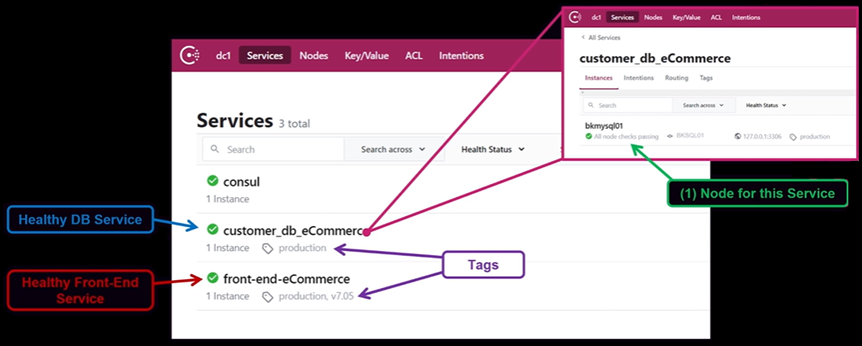 dc1 Services Nodes Key/Value ACL Intentions
Services 3 total
Search Search across Health Status
consul
1 Instance
customer_db_eCommerce
1 Instance production
front-end-eCommerce
1 Instance production, v7.05
Healthy DB Service
Healthy Front-End
Service
Tags
dc1 Services Nodes Key/Value ACL Intentions
< All Services
customer_db_eCommerce
Instances Intentions Routing Tags
Search Search across Health Status
bkmysql01
All node checks passing BKSQL01 127.0.0.1:3306 production
(1) Node for this Service